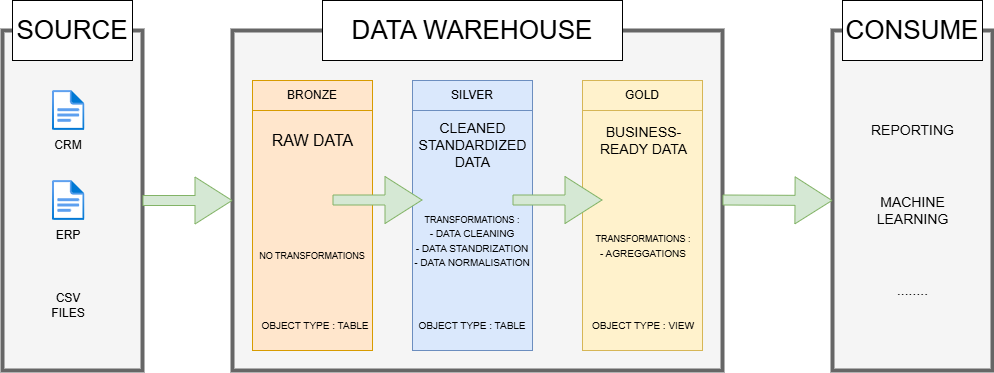 SOURCE
CRM
ERP
CSV
FILES
DATA WAREHOUSE
BRONZE
RAW DATA
NO TRANSFORMATIONS
OBJECT TYPE : TABLE
SILVER
CLEANED
STANDARDIZED
DATA
TRANSFORMATIONS :
- DATA CLEANING
- DATA STANDRIZATION
- DATA NORMALISATION
OBJECT TYPE : TABLE
GOLD
BUSINESS-
READY DATA
TRANSFORMATIONS :
- AGREGGATIONS
OBJECT TYPE : VIEW
CONSUME
REPORTING
MACHINE
LEARNING
........